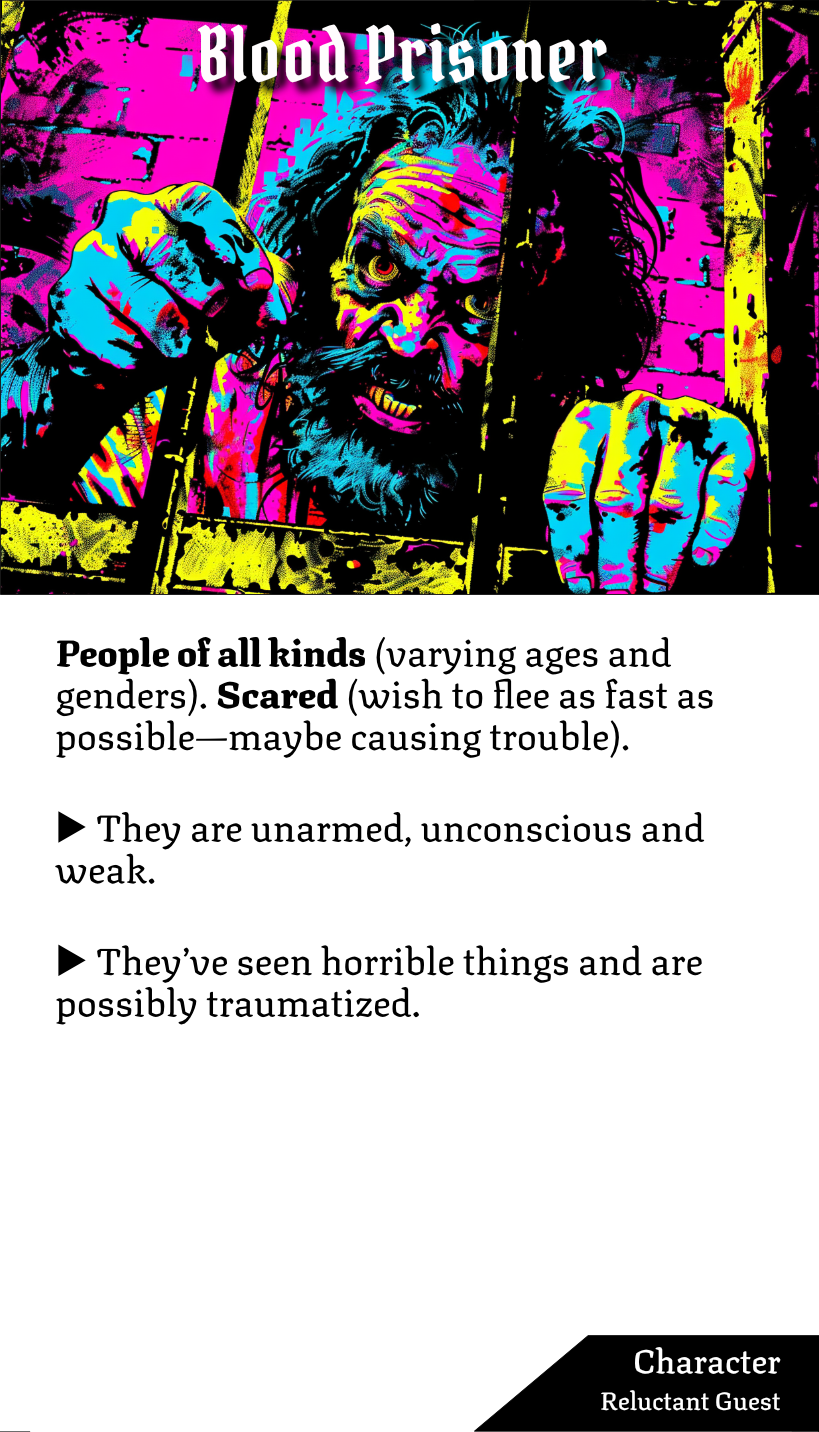 Blood Prisoner
People of all kinds (varying ages and
genders). Scared (wish to flee as fast as
possible—maybe causing trouble).
▶ They are unarmed, unconscious and
weak.
▶ They’ve seen horrible things and are
possibly traumatized.
Character
Reluctant Guest